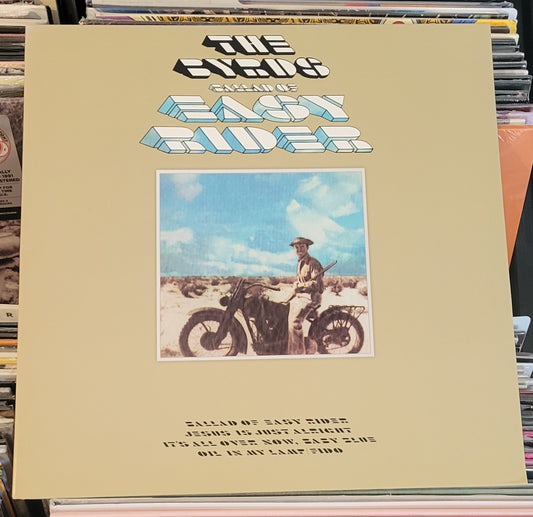 THE
BYRDS
BALLAD OF
EASY
RIDER
BALLAD OF EASY RIDER
JESUS IS JUST ALRIGHT
IT'S ALL OVER NOW, BABY BLUE
OIL IN MY LAMP FIDO